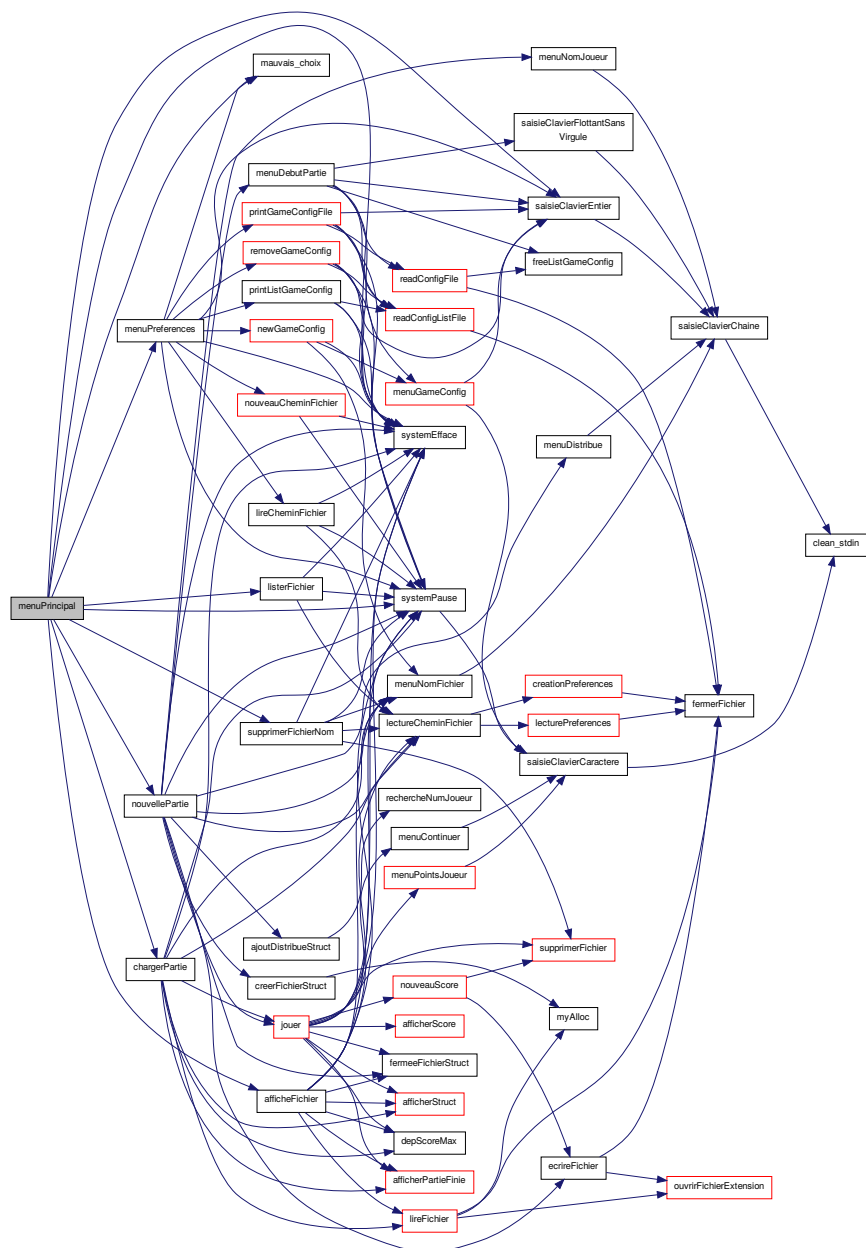 menuNomJoueur
mauvais_choix
saisieClavierFlottantSans
Virgule
menuDebutPartie
printGameConfigFile
saisieClavierEntier
removeGameConfig
freeListGameConfig
readConfigFile
printListGameConfig
readConfigListFile
menuPreferences
newGameConfig
saisieClavierChaine
menuGameConfig
nouveauCheminFichier
systemEfface
menuDistribue
lireCheminFichier
clean_stdin
listerFichier
systemPause
menuPrincipal
menuNomFichier
creationPreferences
fermerFichier
lectureCheminFichier
lecturePreferences
supprimerFichierNom
saisieClavierCaractere
nouvellePartie
rechercheNumJoueur
menuContinuer
menuPointsJoueur
ajoutDistribueStruct
supprimerFichier
chargerPartie
creerFichierStruct
nouveauScore
myAlloc
jouer
afficherScore
fermeeFichierStruct
afficheFichier
afficherStruct
depScoreMax
ecrireFichier
afficherPartieFinie
ouvrirFichierExtension
lireFichier